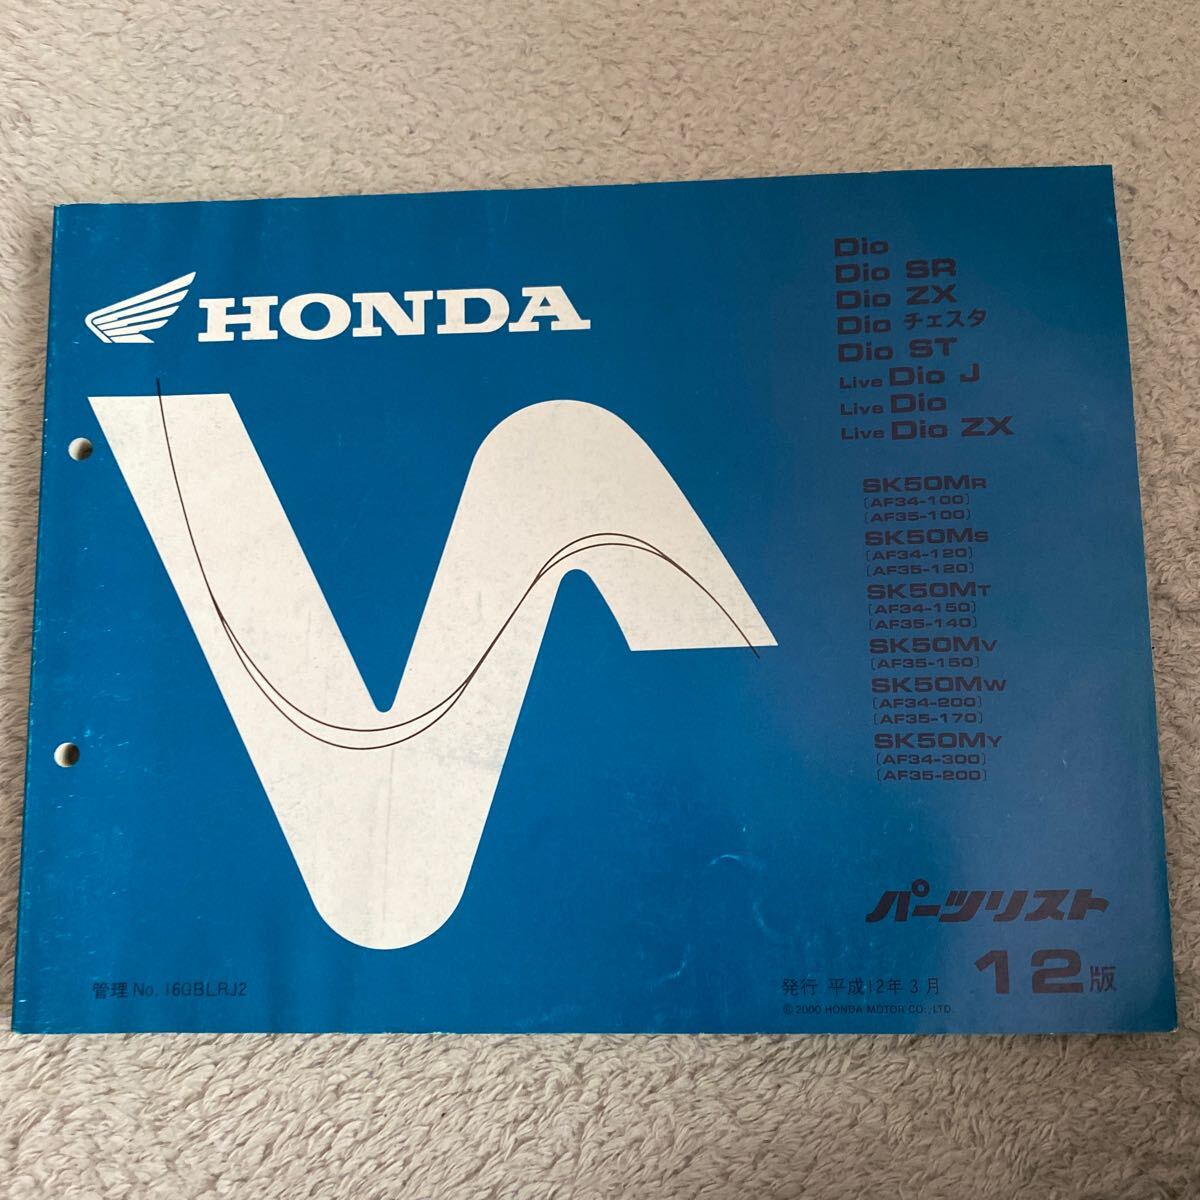 HONDA
Dio
Dio SR
Dio ZX
Dio チェスタ
Dio ST
Live Dio J
Live Dio
Live Dio ZX
SK50MR
(AF34-100)
(AF35-100)
SK50MS
(AF34-120)
(AF35-120)
SK50MT
(AF34-150)
(AF35-140)
SK50MV
(AF35-150)
SK50MW
(AF34-200)
(AF35-170)
SK50MY
(AF34-300)
(AF35-200)
パーツリスト
12版
管理 No. 16GBLRJ2
発行 平成12年3月
© 2000 HONDA MOTOR CO.,LTD.